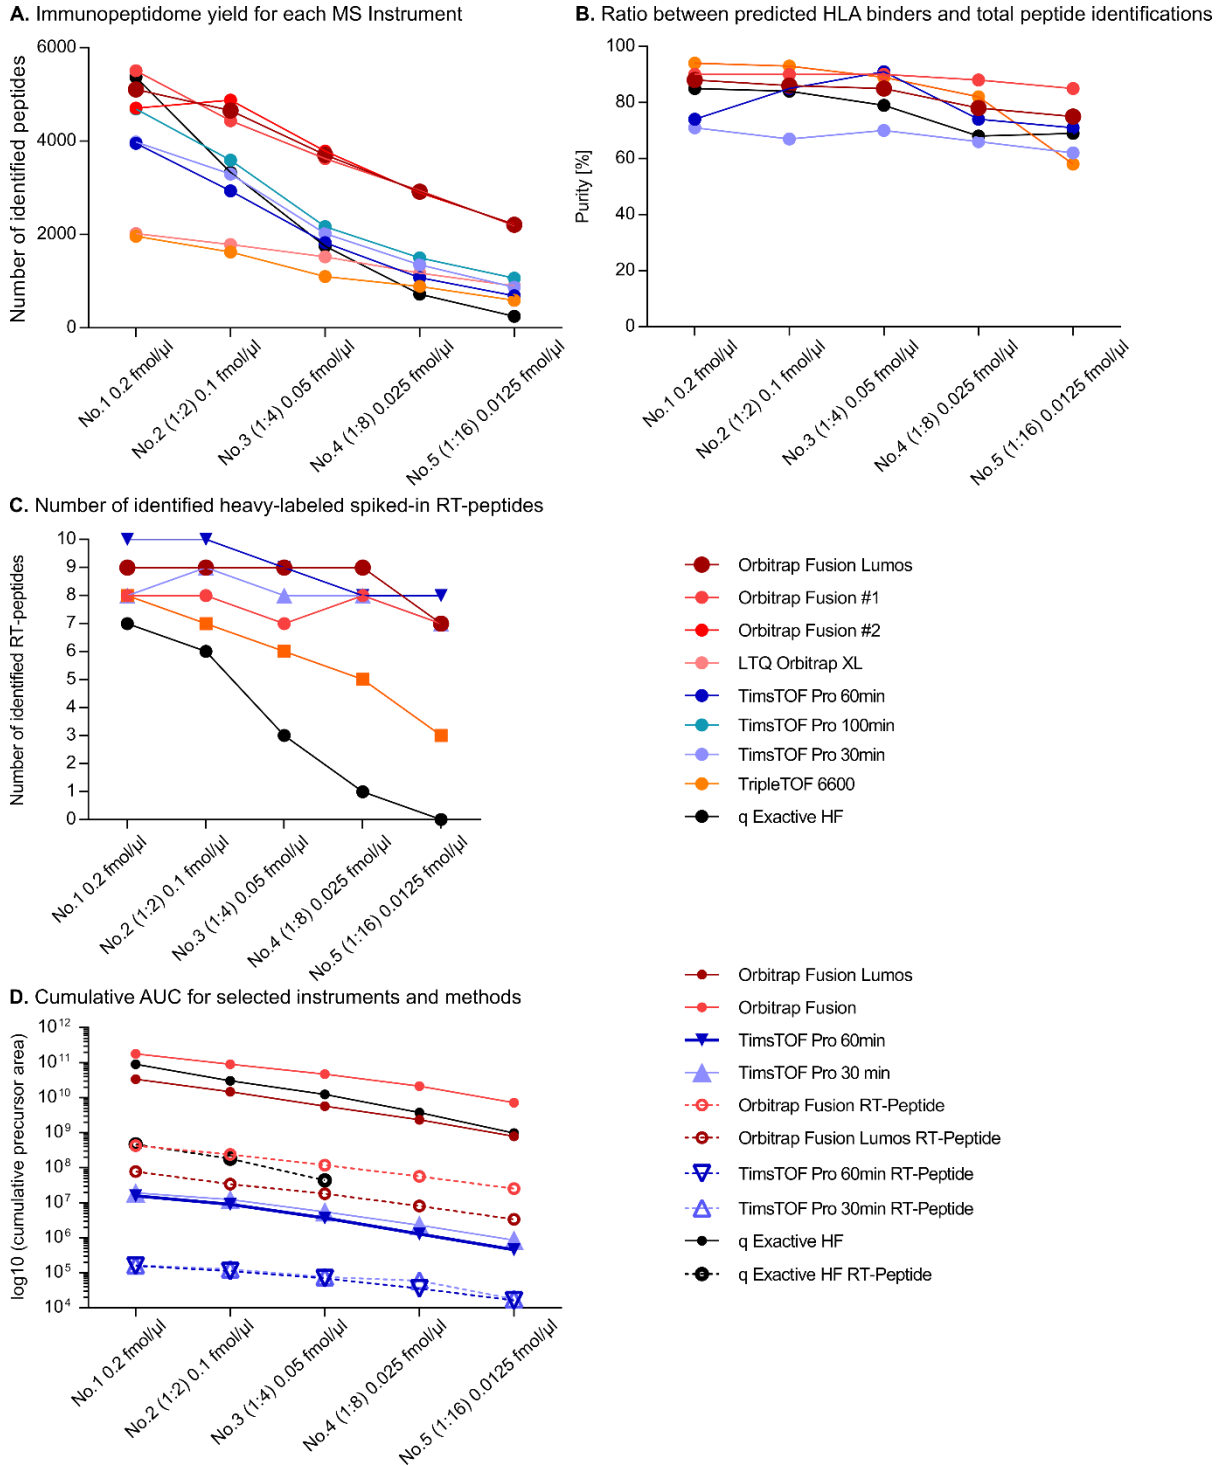 A. Immunopeptidome yield for each MS Instrument
Number of identified peptides
6000
4000
2000
0
No.1 0.2 fmol/µl
No.2 (1:2) 0.1 fmol/µl
No.3 (1:4) 0.05 fmol/µl
No.4 (1:8) 0.025 fmol/µl
No.5 (1:16) 0.0125 fmol/µl
B. Ratio between predicted HLA binders and total peptide identifications
Purity [%]
100
80
60
40
20
0
No.1 0.2 fmol/µl
No.2 (1:2) 0.1 fmol/µl
No.3 (1:4) 0.05 fmol/µl
No.4 (1:8) 0.025 fmol/µl
No.5 (1:16) 0.0125 fmol/µl
C. Number of identified heavy-labeled spiked-in RT-peptides
Number of identified RT-peptides
10
9
8
7
6
5
4
3
2
1
0
No.1 0.2 fmol/µl
No.2 (1:2) 0.1 fmol/µl
No.3 (1:4) 0.05 fmol/µl
No.4 (1:8) 0.025 fmol/µl
No.5 (1:16) 0.0125 fmol/µl
Orbitrap Fusion Lumos
Orbitrap Fusion #1
Orbitrap Fusion #2
LTQ Orbitrap XL
TimsTOF Pro 60min
TimsTOF Pro 100min
TimsTOF Pro 30min
TripleTOF 6600
q Exactive HF
D. Cumulative AUC for selected instruments and methods
log10 (cumulative precursor area)
10¹²
10¹¹
10¹⁰
10⁹
10⁸
10⁷
10⁶
10⁵
10⁴
No.1 0.2 fmol/µl
No.2 (1:2) 0.1 fmol/µl
No.3 (1:4) 0.05 fmol/µl
No.4 (1:8) 0.025 fmol/µl
No.5 (1:16) 0.0125 fmol/µl
Orbitrap Fusion Lumos
Orbitrap Fusion
TimsTOF Pro 60min
TimsTOF Pro 30 min
Orbitrap Fusion RT-Peptide
Orbitrap Fusion Lumos RT-Peptide
TimsTOF Pro 60min RT-Peptide
TimsTOF Pro 30min RT-Peptide
q Exactive HF
q Exactive HF RT-Peptide